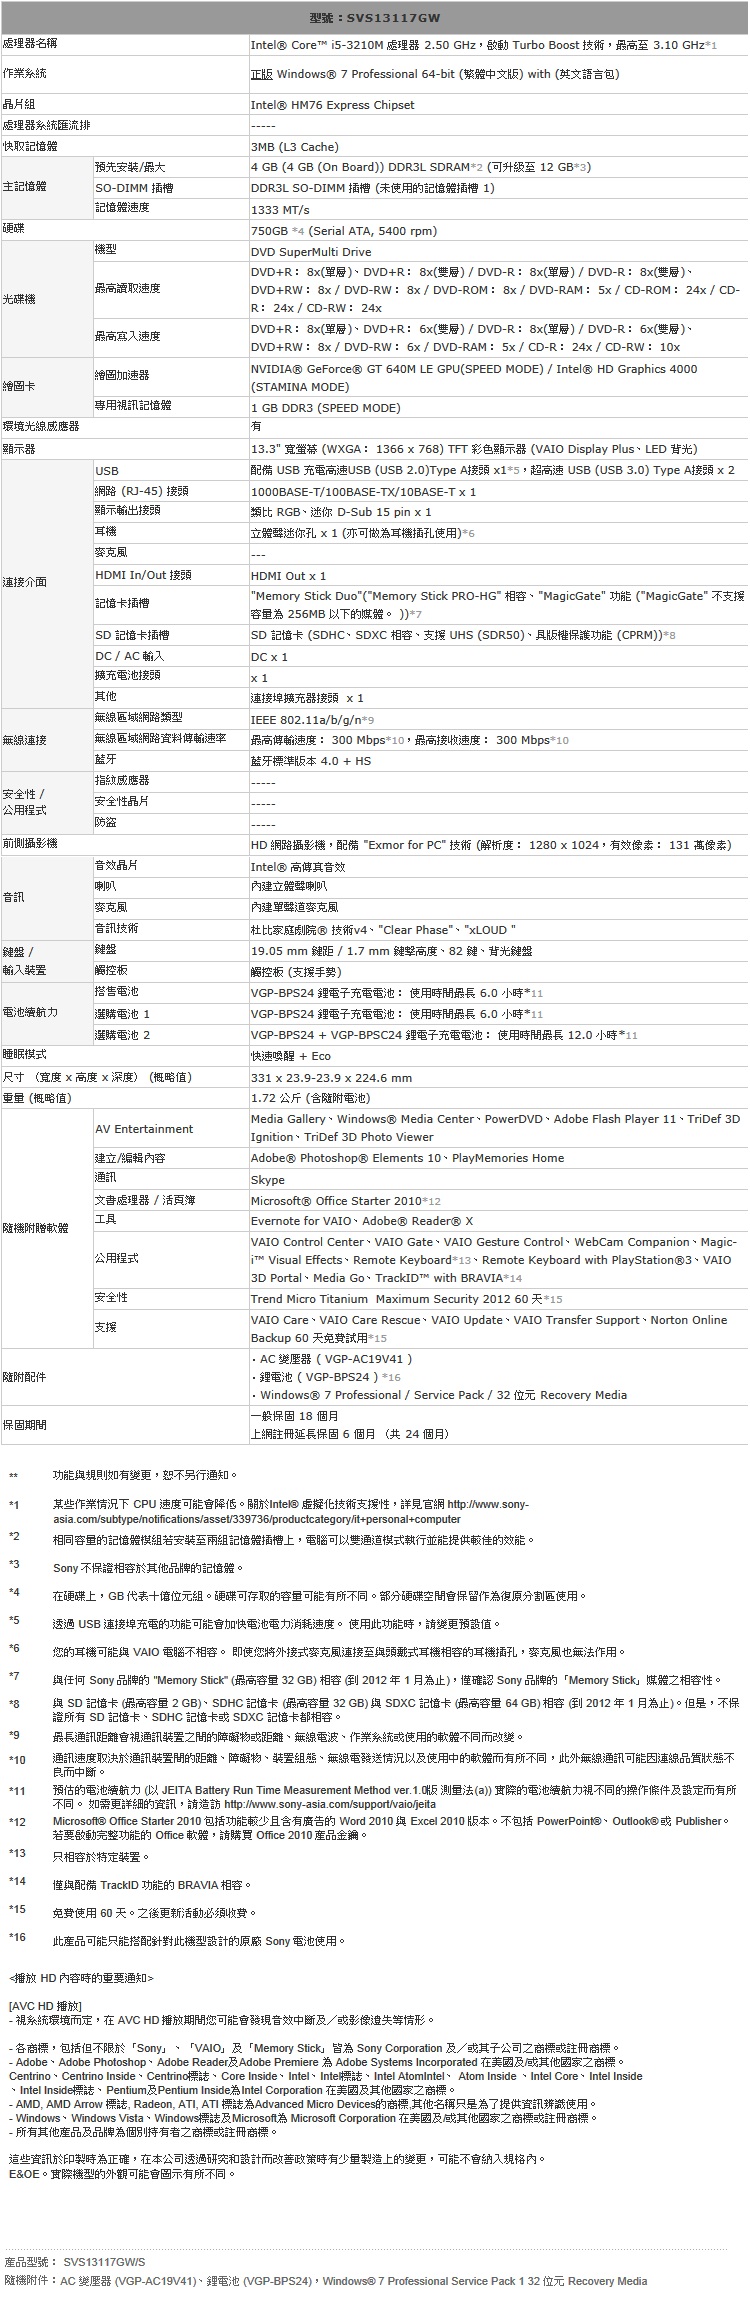 型號：SVS13117GW
處理器名稱 Intel® Core™ i5-3210M 處理器 2.50 GHz，啟動 Turbo Boost 技術，最高至 3.10 GHz*1
作業系統 正版 Windows® 7 Professional 64-bit (繁體中文版) with (英文語言包)
晶片組 Intel® HM76 Express Chipset
處理器系統匯流排 -----
快取記憶體 3MB (L3 Cache)
主記憶體
預先安裝/最大 4 GB (4 GB (On Board)) DDR3L SDRAM*2 (可升級至 12 GB*3)
SO-DIMM 插槽 DDR3L SO-DIMM 插槽 (未使用的記憶體插槽 1)
記憶體速度 1333 MT/s
硬碟 750GB *4 (Serial ATA, 5400 rpm)
光碟機
機型 DVD SuperMulti Drive
最高讀取速度
DVD+R： 8x(單層)、DVD+R： 8x(雙層) / DVD-R： 8x(單層) / DVD-R： 8x(雙層)、
DVD+RW： 8x / DVD-RW： 8x / DVD-ROM： 8x / DVD-RAM： 5x / CD-ROM： 24x / CD-
R： 24x / CD-RW： 24x
最高寫入速度
DVD+R： 8x(單層)、DVD+R： 6x(雙層) / DVD-R： 8x(單層) / DVD-R： 6x(雙層)、
DVD+RW： 8x / DVD-RW： 6x / DVD-RAM： 5x / CD-R： 24x / CD-RW： 10x
繪圖卡
繪圖加速器
NVIDIA® GeForce® GT 640M LE GPU(SPEED MODE) / Intel® HD Graphics 4000
(STAMINA MODE)
專用視訊記憶體 1 GB DDR3 (SPEED MODE)
環境光線感應器 有
顯示器 13.3" 寬螢幕 (WXGA： 1366 x 768) TFT 彩色顯示器 (VAIO Display Plus、LED 背光)
連接介面
USB 配備 USB 充電高速USB (USB 2.0)Type A接頭 x1*5，超高速 USB (USB 3.0) Type A接頭 x 2
網路 (RJ-45) 接頭 1000BASE-T/100BASE-TX/10BASE-T x 1
顯示輸出接頭 類比 RGB、迷你 D-Sub 15 pin x 1
耳機 立體聲迷你孔 x 1 (亦可做為耳機插孔使用)*6
麥克風 ---
HDMI In/Out 接頭 HDMI Out x 1
記憶卡插槽
"Memory Stick Duo"("Memory Stick PRO-HG" 相容、"MagicGate" 功能 ("MagicGate" 不支援
容量為 256MB 以下的媒體。 ))*7
SD 記憶卡插槽 SD 記憶卡 (SDHC、SDXC 相容、支援 UHS (SDR50)、具版權保護功能 (CPRM))*8
DC / AC 輸入 DC x 1
擴充電池接頭 x 1
其他 連接埠擴充器接頭 x 1
無線連接
無線區域網路類型 IEEE 802.11a/b/g/n*9
無線區域網路資料傳輸速率 最高傳輸速度： 300 Mbps*10，最高接收速度： 300 Mbps*10
藍牙 藍牙標準版本 4.0 + HS
安全性 /
公用程式
指紋感應器 -----
安全性晶片 -----
防盜 -----
前側攝影機 HD 網路攝影機，配備 "Exmor for PC" 技術 (解析度： 1280 x 1024，有效像素： 131 萬像素)
音訊
音效晶片 Intel® 高傳真音效
喇叭 內建立體聲喇叭
麥克風 內建單聲道麥克風
音訊技術 杜比家庭劇院® 技術v4、"Clear Phase"、"xLOUD "
鍵盤 /
輸入裝置
鍵盤 19.05 mm 鍵距 / 1.7 mm 鍵擊高度、82 鍵、背光鍵盤
觸控板 觸控板 (支援手勢)
電池續航力
搭售電池 VGP-BPS24 鋰電子充電電池： 使用時間最長 6.0 小時*11
選購電池 1 VGP-BPS24 鋰電子充電電池： 使用時間最長 6.0 小時*11
選購電池 2 VGP-BPS24 + VGP-BPSC24 鋰電子充電電池： 使用時間最長 12.0 小時*11
睡眠模式 快速喚醒 + Eco
尺寸 （寬度 x 高度 x 深度） (概略值) 331 x 23.9-23.9 x 224.6 mm
重量 (概略值) 1.72 公斤 (含隨附電池)
隨機附贈軟體
AV Entertainment
Media Gallery、Windows® Media Center、PowerDVD、Adobe Flash Player 11、TriDef 3D
Ignition、TriDef 3D Photo Viewer
建立/編輯內容 Adobe® Photoshop® Elements 10、PlayMemories Home
通訊 Skype
文書處理器 / 活頁簿 Microsoft® Office Starter 2010*12
工具 Evernote for VAIO、Adobe® Reader® X
公用程式
VAIO Control Center、VAIO Gate、VAIO Gesture Control、WebCam Companion、Magic-
i™ Visual Effects、Remote Keyboard*13、Remote Keyboard with PlayStation®3、VAIO
3D Portal、Media Go、TrackID™ with BRAVIA*14
安全性 Trend Micro Titanium Maximum Security 2012 60 天*15
支援
VAIO Care、VAIO Care Rescue、VAIO Update、VAIO Transfer Support、Norton Online
Backup 60 天免費試用*15
隨附配件
· AC 變壓器 ( VGP-AC19V41 )
· 鋰電池 ( VGP-BPS24 ) *16
· Windows® 7 Professional / Service Pack / 32 位元 Recovery Media
保固期間
一般保固 18 個月
上網註冊延長保固 6 個月 （共 24 個月）
** 功能與規則如有變更，恕不另行通知。
*1 某些作業情況下 CPU 速度可能會降低。關於Intel® 虛擬化技術支援性，詳見官網 http://www.sony-
asia.com/subtype/notifications/asset/339736/productcategory/it+personal+computer
*2 相同容量的記憶體模組若安裝至兩組記憶體插槽上，電腦可以雙通道模式執行並能提供較佳的效能。
*3 Sony 不保證相容於其他品牌的記憶體。
*4 在硬碟上，GB 代表十億位元組。硬碟可存取的容量可能有所不同。部分硬碟空間會保留作為復原分割區使用。
*5 透過 USB 連接埠充電的功能可能會加快電池電力消耗速度。 使用此功能時，請變更預設值。
*6 您的耳機可能與 VAIO 電腦不相容。 即使您將外接式麥克風連接至與頭戴式耳機相容的耳機插孔，麥克風也無法作用。
*7 與任何 Sony 品牌的 "Memory Stick" (最高容量 32 GB) 相容 (到 2012 年 1 月為止)，僅確認 Sony 品牌的「Memory Stick」媒體之相容性。
*8 與 SD 記憶卡 (最高容量 2 GB)、SDHC 記憶卡 (最高容量 32 GB) 與 SDXC 記憶卡 (最高容量 64 GB) 相容 (到 2012 年 1 月為止)。但是，不保
證所有 SD 記憶卡、SDHC 記憶卡或 SDXC 記憶卡都相容。
*9 最長通訊距離會視通訊裝置之間的障礙物或距離、無線電波、作業系統或使用的軟體不同而改變。
*10 通訊速度取決於通訊裝置間的距離、障礙物、裝置組態、無線電發送情況以及使用中的軟體而有所不同，此外無線通訊可能因連線品質狀態不
良而中斷。
*11 預估的電池續航力 (以 JEITA Battery Run Time Measurement Method ver.1.0版 測量法(a)) 實際的電池續航力視不同的操作條件及設定而有所
不同。 如需更詳細的資訊，請造訪 http://www.sony-asia.com/support/vaio/jeita
*12 Microsoft® Office Starter 2010 包括功能較少且含有廣告的 Word 2010 與 Excel 2010 版本。不包括 PowerPoint®、Outlook® 或 Publisher。
若要啟動完整功能的 Office 軟體，請購買 Office 2010 產品金鑰。
*13 只相容於特定裝置。
*14 僅與配備 TrackID 功能的 BRAVIA 相容。
*15 免費使用 60 天。之後更新活動必須收費。
*16 此產品可能只能搭配針對此機型設計的原廠 Sony 電池使用。
<播放 HD 內容時的重要通知>
[AVC HD 播放]
- 視系統環境而定，在 AVC HD 播放期間您可能會發現音效中斷及／或影像遺失等情形。
- 各商標，包括但不限於「Sony」、「VAIO」及「Memory Stick」皆為 Sony Corporation 及／或其子公司之商標或註冊商標。
- Adobe、Adobe Photoshop、Adobe Reader及Adobe Premiere 為 Adobe Systems Incorporated 在美國及/或其他國家之商標。
Centrino、Centrino Inside、Centrino標誌、Core Inside、Intel、Intel標誌、Intel AtomIntel、 Atom Inside 、Intel Core、Intel Inside
、Intel Inside標誌、Pentium及Pentium Inside為Intel Corporation 在美國及其他國家之商標。
- AMD, AMD Arrow 標誌, Radeon, ATI, ATI 標誌為Advanced Micro Devices的商標,其他名稱只是為了提供資訊辨識使用。
- Windows、Windows Vista、Windows標誌及Microsoft為 Microsoft Corporation 在美國及/或其他國家之商標或註冊商標。
- 所有其他產品及品牌為個別持有者之商標或註冊商標。
這些資訊於印製時為正確，在本公司透過研究和設計而改善政策時有少量製造上的變更，可能不會納入規格內。
E&OE。實際機型的外觀可能會圖示有所不同。
產品型號： SVS13117GW/S
隨機附件：AC 變壓器 (VGP-AC19V41)、鋰電池 (VGP-BPS24)，Windows® 7 Professional Service Pack 1 32 位元 Recovery Media